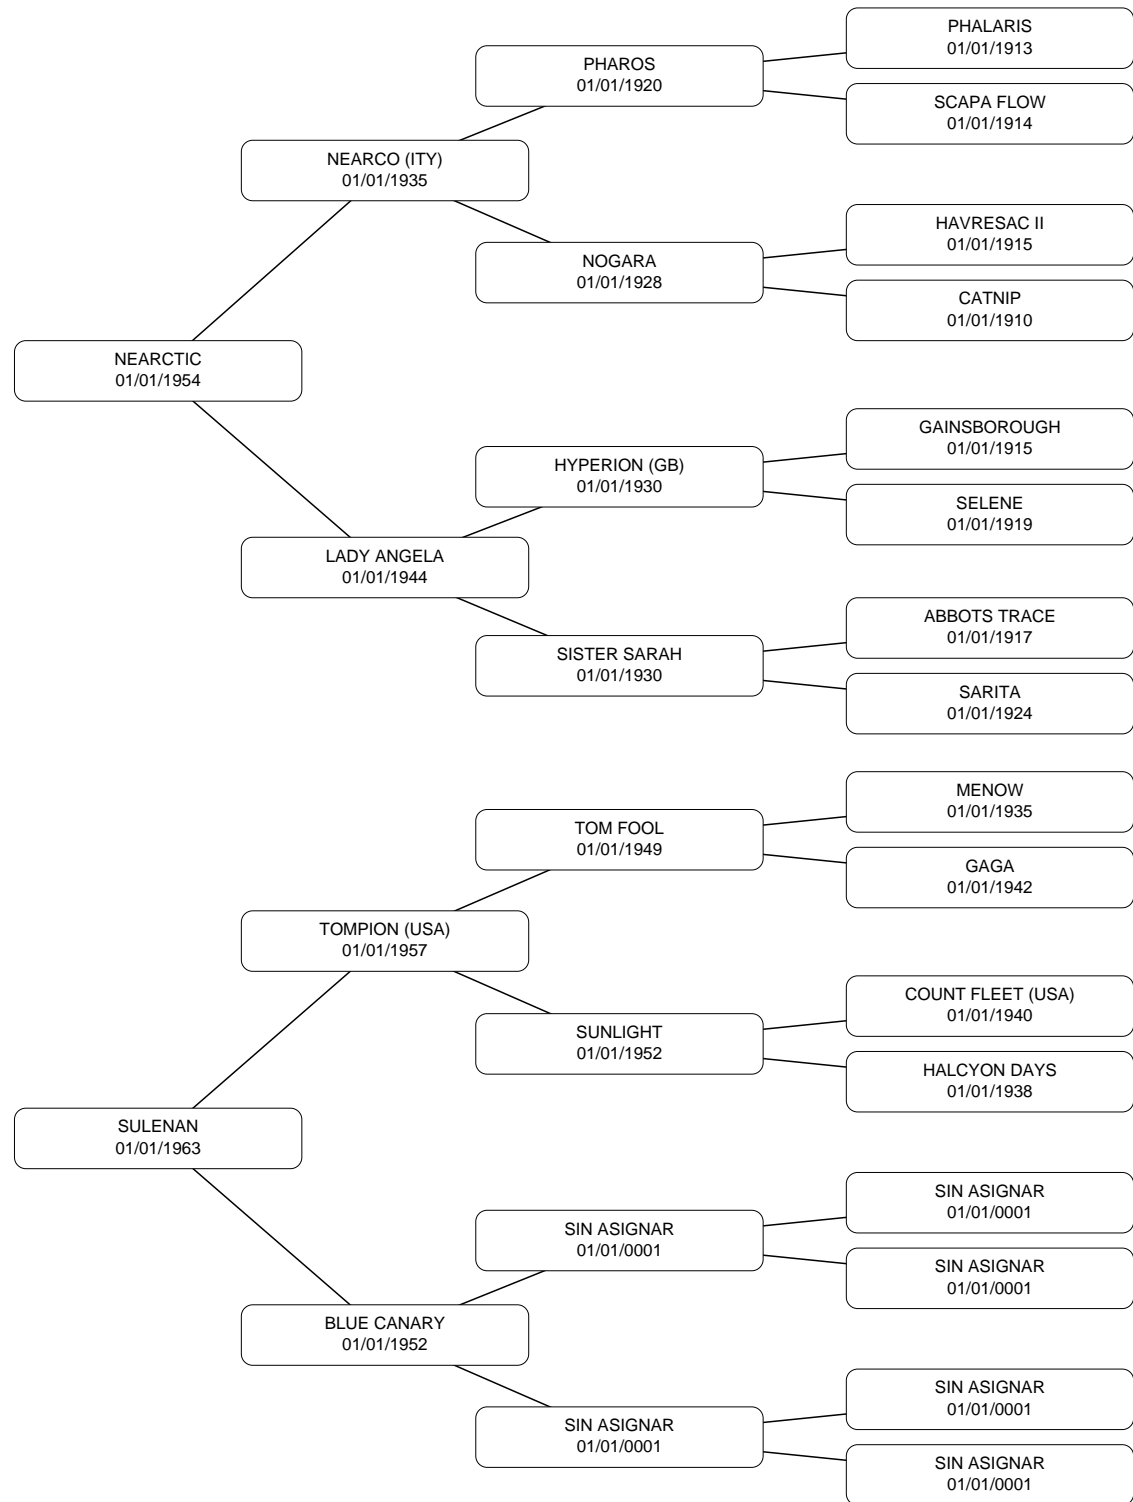 PHALARIS
01/01/1913
PHAROS
01/01/1920
SCAPA FLOW
01/01/1914
NEARCO (ITY)
01/01/1935
HAVRESAC II
01/01/1915
NOGARA
01/01/1928
CATNIP
01/01/1910
NEARCTIC
01/01/1954
GAINSBOROUGH
01/01/1915
HYPERION (GB)
01/01/1930
SELENE
01/01/1919
LADY ANGELA
01/01/1944
ABBOTS TRACE
01/01/1917
SISTER SARAH
01/01/1930
SARITA
01/01/1924
MENOW
01/01/1935
TOM FOOL
01/01/1949
GAGA
01/01/1942
TOMPION (USA)
01/01/1957
COUNT FLEET (USA)
01/01/1940
SUNLIGHT
01/01/1952
HALCYON DAYS
01/01/1938
SULENAN
01/01/1963
SIN ASIGNAR
01/01/0001
SIN ASIGNAR
01/01/0001
SIN ASIGNAR
01/01/0001
BLUE CANARY
01/01/1952
SIN ASIGNAR
01/01/0001
SIN ASIGNAR
01/01/0001
SIN ASIGNAR
01/01/0001